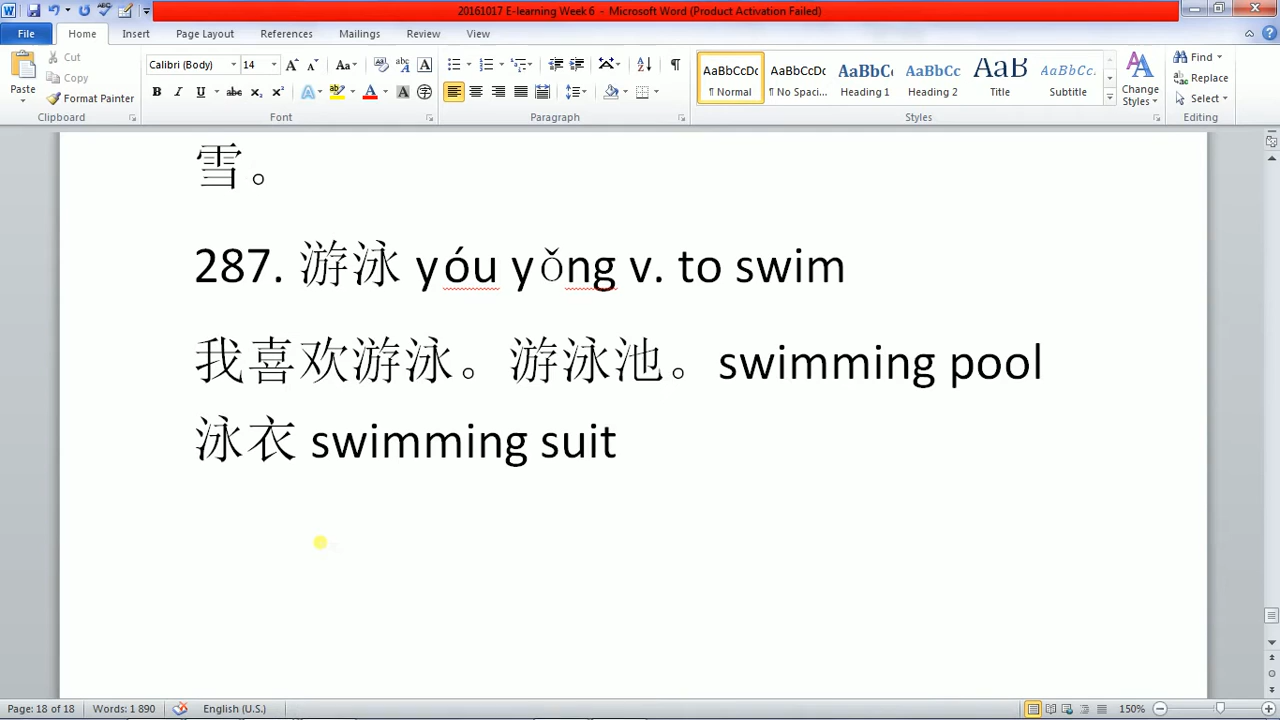 20161017 E-learning Week 6 - Microsoft Word (Product Activation Failed)
File Home Insert Page Layout References Mailings Review View
Paste
Cut
Copy
Format Painter
Clipboard
Calibri (Body) 14
Font
Paragraph
AaBbCcDc AaBbCcDc AaBbC AaBbCc AaB AaBbCc.
¶ Normal ¶ No Spaci... Heading 1 Heading 2 Title Subtitle
Change Styles
Styles
Find
Replace
Select
Editing
雪。
287. 游泳 yóu yǒng v. to swim
我喜欢游泳。游泳池。swimming pool
泳衣 swimming suit
Page: 18 of 18 Words: 1 890 English (U.S.) 150%